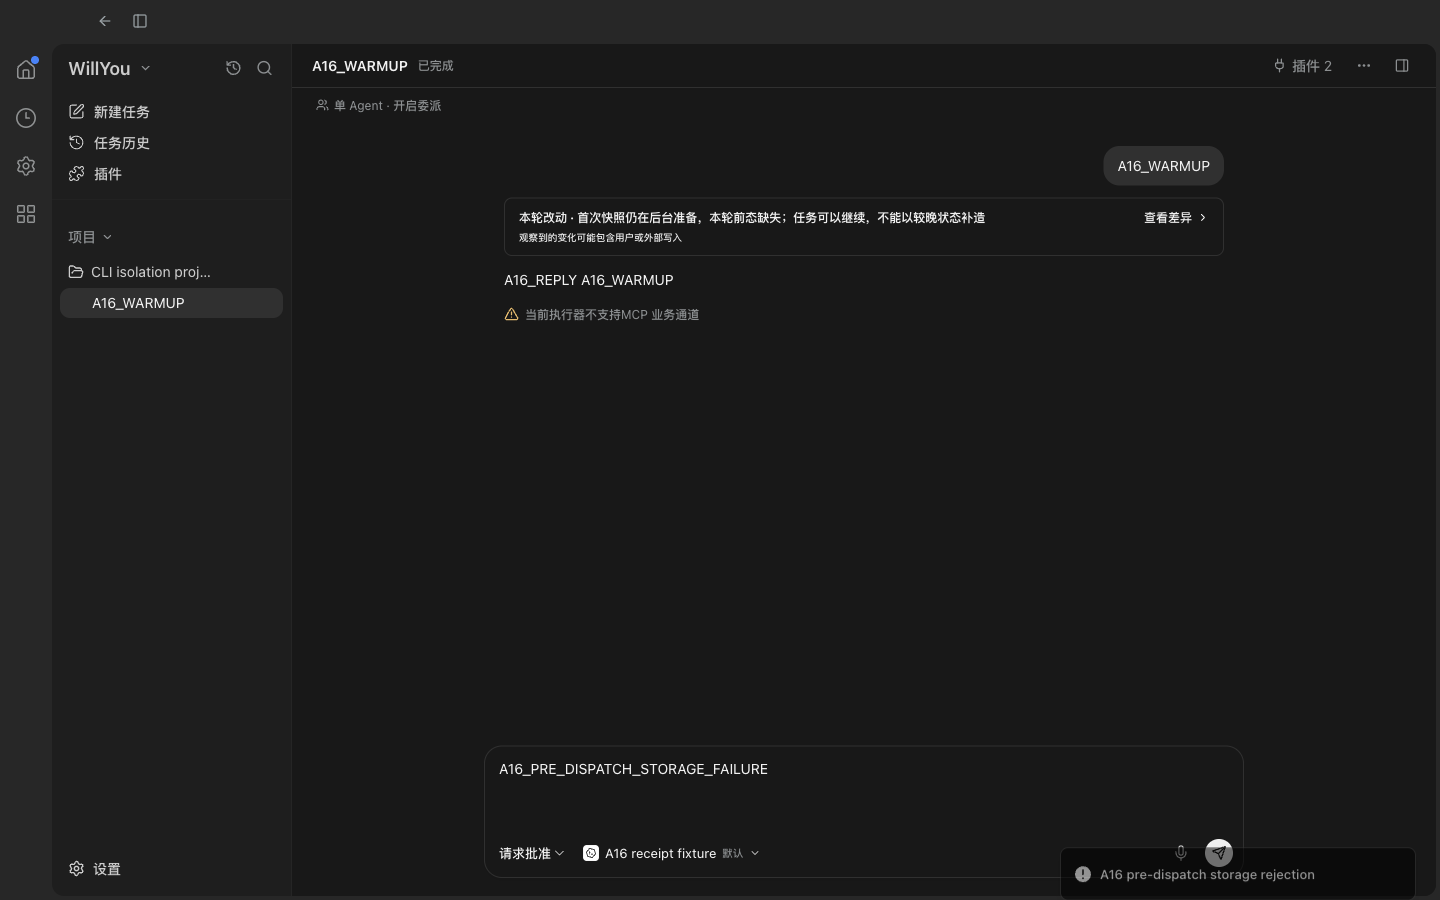 WillYou
新建任务
任务历史
插件
项目
CLI isolation proj...
A16_WARMUP
设置
A16_WARMUP 已完成
插件 2
单 Agent · 开启委派
A16_WARMUP
本轮改动 · 首次快照仍在后台准备，本轮前态缺失；任务可以继续，不能以较晚状态补造
查看差异
观察到的变化可能包含用户或外部写入
A16_REPLY A16_WARMUP
当前执行器不支持MCP 业务通道
A16_PRE_DISPATCH_STORAGE_FAILURE
请求批准 A16 receipt fixture 默认
A16 pre-dispatch storage rejection